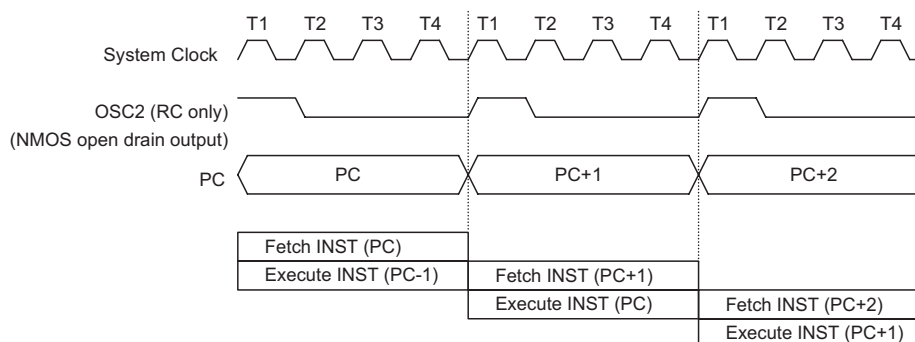 T1 T2 T3 T4 T1 T2 T3 T4 T1 T2 T3 T4
System Clock
OSC2 (RC only)
(NMOS open drain output)
PC PC PC+1 PC+2
Fetch INST (PC)
Execute INST (PC-1) Fetch INST (PC+1)
Execute INST (PC) Fetch INST (PC+2)
Execute INST (PC+1)